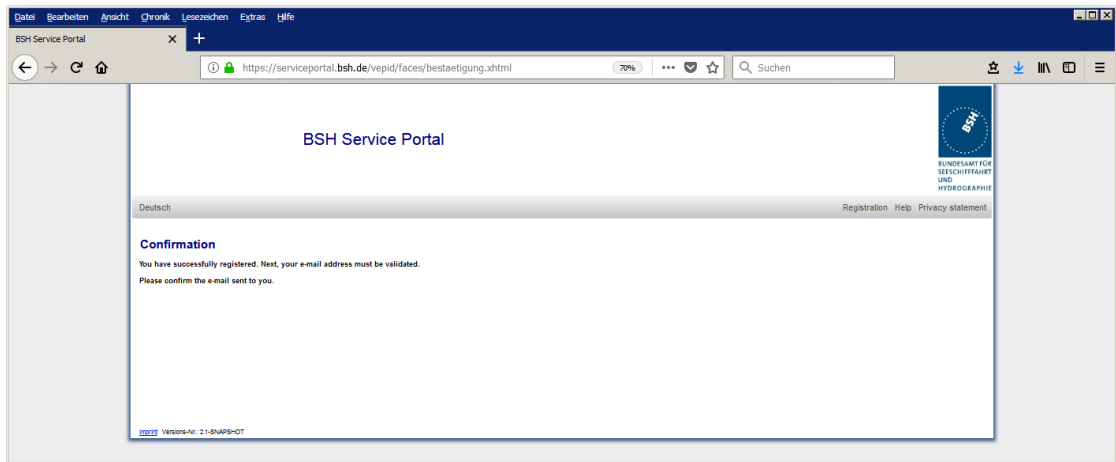 Datei Bearbeiten Ansicht Chronik Lesezeichen Extras Hilfe
BSH Service Portal
https://serviceportal.bsh.de/vepid/faces/bestaetigung.xhtml 70% Suchen
BSH Service Portal
BSH
BUNDESAMT FÜR
SEESCHIFFFAHRT
UND
HYDROGRAPHIE
Deutsch Registration Help Privacy statement
Confirmation
You have successfully registered. Next, your e-mail address must be validated.
Please confirm the e-mail sent to you.
Imprint Versions-Nr.: 2.1-SNAPSHOT